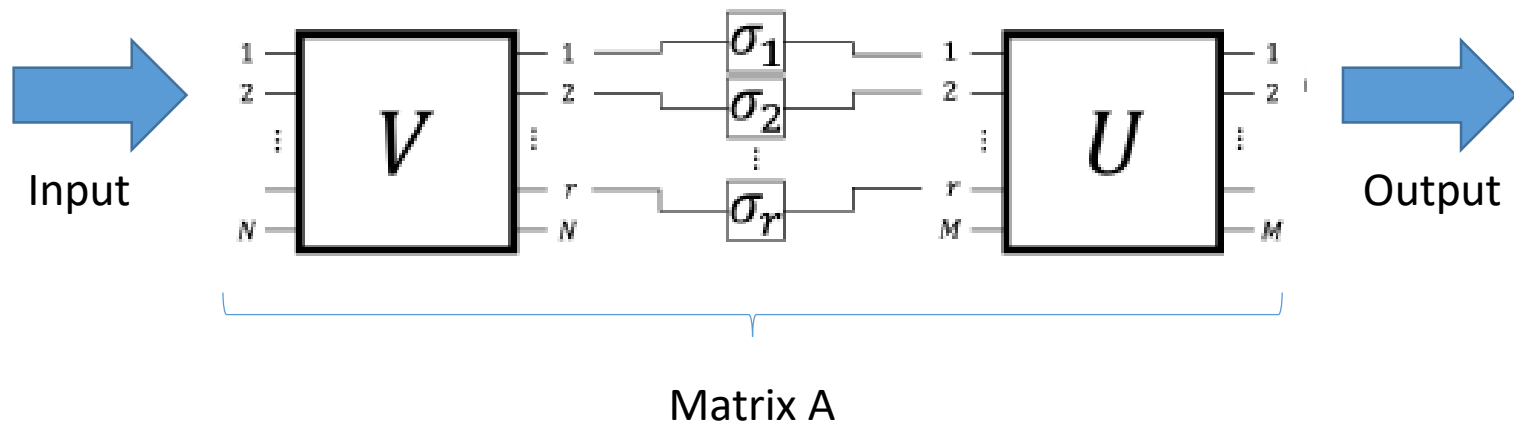 1 1 σ1 1 1
2 2 σ2 2 2
⋮ V ⋮ ⋮ ⋮ U ⋮
Input r σr r Output
N N M M
Matrix A